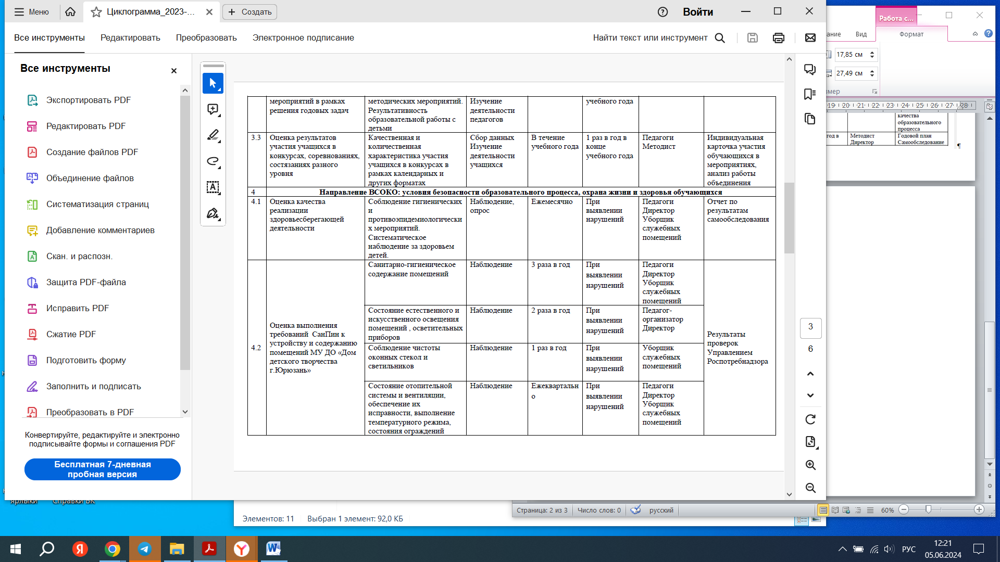 Меню
Циклограмма_2023-...
Создать
Войти
Все инструменты
Редактировать
Преобразовать
Электронное подписание
Найти текст или инструмент
Работа с...
ание
Вид
Формат
17,85 см
27,49 см
змер
Все инструменты
Экспортировать PDF
Редактировать PDF
Создание файлов PDF
Объединение файлов
Систематизация страниц
Добавление комментариев
Скан. и распозн.
Защита PDF-файла
Исправить PDF
Сжатие PDF
Подготовить форму
Заполнить и подписать
Преобразовать в PDF
Конвертируйте, редактируйте и электронно
подписывайте формы и соглашения PDF
Бесплатная 7-дневная
пробная версия
мероприятий в рамках
решения годовых задач
методических мероприятий.
Результативность
образовательной работы с
детьми
Изучение
деятельности
педагогов
учебного года
3.3
Оценка результатов
участия учащихся в
конкурсах, соревнованиях,
состязаниях разного
уровня
Качественная и
количественная
характеристика участия
учащихся в конкурсах в
рамках календарных и
других форматах
Сбор данных
Изучение
деятельности
учащихся
В течение
учебного года
1 раз в год в
конце
учебного года
Педагоги
Методист
Индивидуальная
карточка участия
обучающихся в
мероприятиях,
анализ работы
объединения
4
Направление ВСОКО: условия безопасности образовательного процесса, охрана жизни и здоровья обучающихся
4.1
Оценка качества
реализации
здоровьесберегающей
деятельности
Соблюдение гигиенических
и
противоэпидемиологически
х мероприятий.
Систематическое
наблюдение за здоровьем
детей.
Наблюдение,
опрос
Ежемесячно
При
выявлении
нарушений
Педагоги
Директор
Уборщик
служебных
помещений
Отчет по
результатам
самообследования
4.2
Оценка выполнения
требований СанПин к
устройству и содержанию
помещений МУ ДО «Дом
детского творчества
г.Юрюзань»
Санитарно-гигиеническое
содержание помещений
Наблюдение
3 раза в год
При
выявлении
нарушений
Педагоги
Директор
Уборщик
служебных
помещений
Состояние естественного и
искусственного освещения
помещений , осветительных
приборов
Наблюдение
2 раза в год
При
выявлении
нарушений
Педагог-
организатор
Директор
Соблюдение чистоты
оконных стекол и
светильников
Наблюдение
1 раз в год
При
выявлении
нарушений
Уборщик
служебных
помещений
Состояние отопительной
системы и вентиляции,
обеспечение их
исправности, выполнение
температурного режима,
состояния ограждений
Наблюдение
Ежеквартальн
о
При
выявлении
нарушений
Педагоги
Директор
Уборщик
служебных
помещений
Результаты
проверок
Управлением
Роспотребнадзора
3
6
19 20 21 22 23 24 25 26 27 28
качества
образовательного
процесса
год в
Методист
Директор
Годовой план
Самообследование
¶
ярлыки
Справки ВК
Элементов: 11
Выбран 1 элемент: 92,0 КБ
Страница: 2 из 3
Число слов: 0
русский
60%
РУС
12:21
05.06.2024